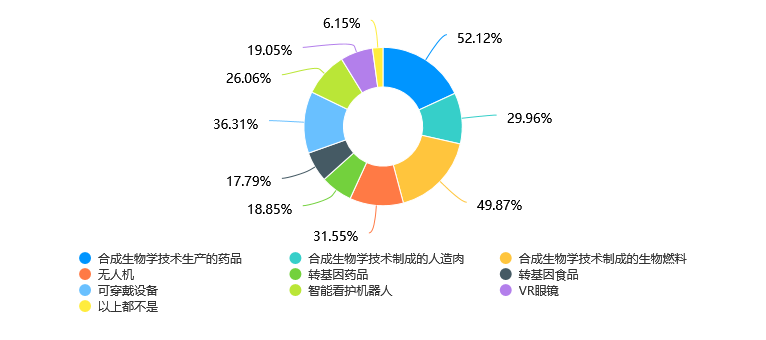 6.15%
52.12%
19.05%
26.06%
36.31%
29.96%
17.79%
18.85%
49.87%
31.55%
合成生物学技术生产的药品
合成生物学技术制成的人造肉
合成生物学技术制成的生物燃料
无人机
转基因药品
转基因食品
可穿戴设备
智能看护机器人
VR眼镜
以上都不是